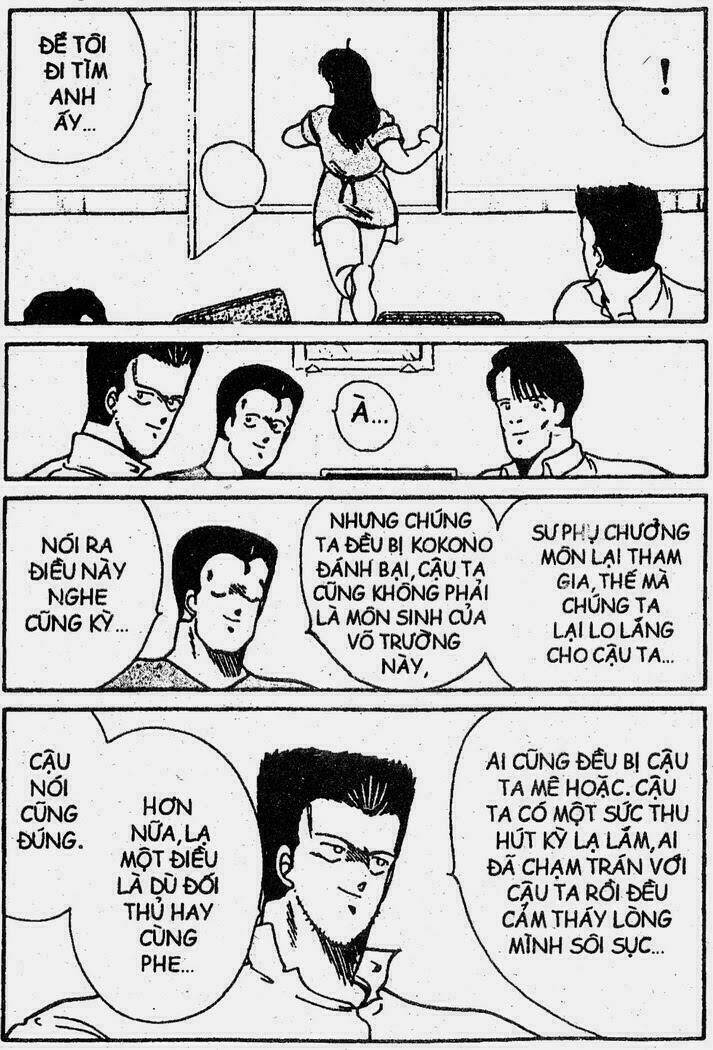 ĐỂ TÔI
ĐI TÌM
ANH
ẤY...
!
À...
NÓI RA
ĐIỀU NÀY
NGHE
CŨNG KỲ...
NHƯNG CHÚNG
TA ĐỀU BỊ KOKONO
ĐÁNH BẠI, CẬU TA
CŨNG KHÔNG PHẢI
LÀ MÔN SINH CỦA
VÕ TRƯỜNG
NÀY,
SƯ PHỤ CHƯỞNG
MÔN LẠI THAM
GIA, THẾ MÀ
CHÚNG TA
LẠI LO LẮNG
CHO CẬU TA...
CẬU
NÓI
CŨNG
ĐÚNG.
HƠN
NỮA, LẠ
MỘT ĐIỀU
LÀ DÙ ĐỐI
THỦ HAY
CÙNG
PHE...
AI CŨNG ĐỀU BỊ CẬU
TA MÊ HOẶC. CẬU
TA CÓ MỘT SỨC THU
HÚT KỲ LẠ LẮM, AI
ĐÃ CHẠM TRÁN VỚI
CẬU TA RỒI ĐỀU
CẢM THẤY LÒNG
MÌNH SÔI SỤC...